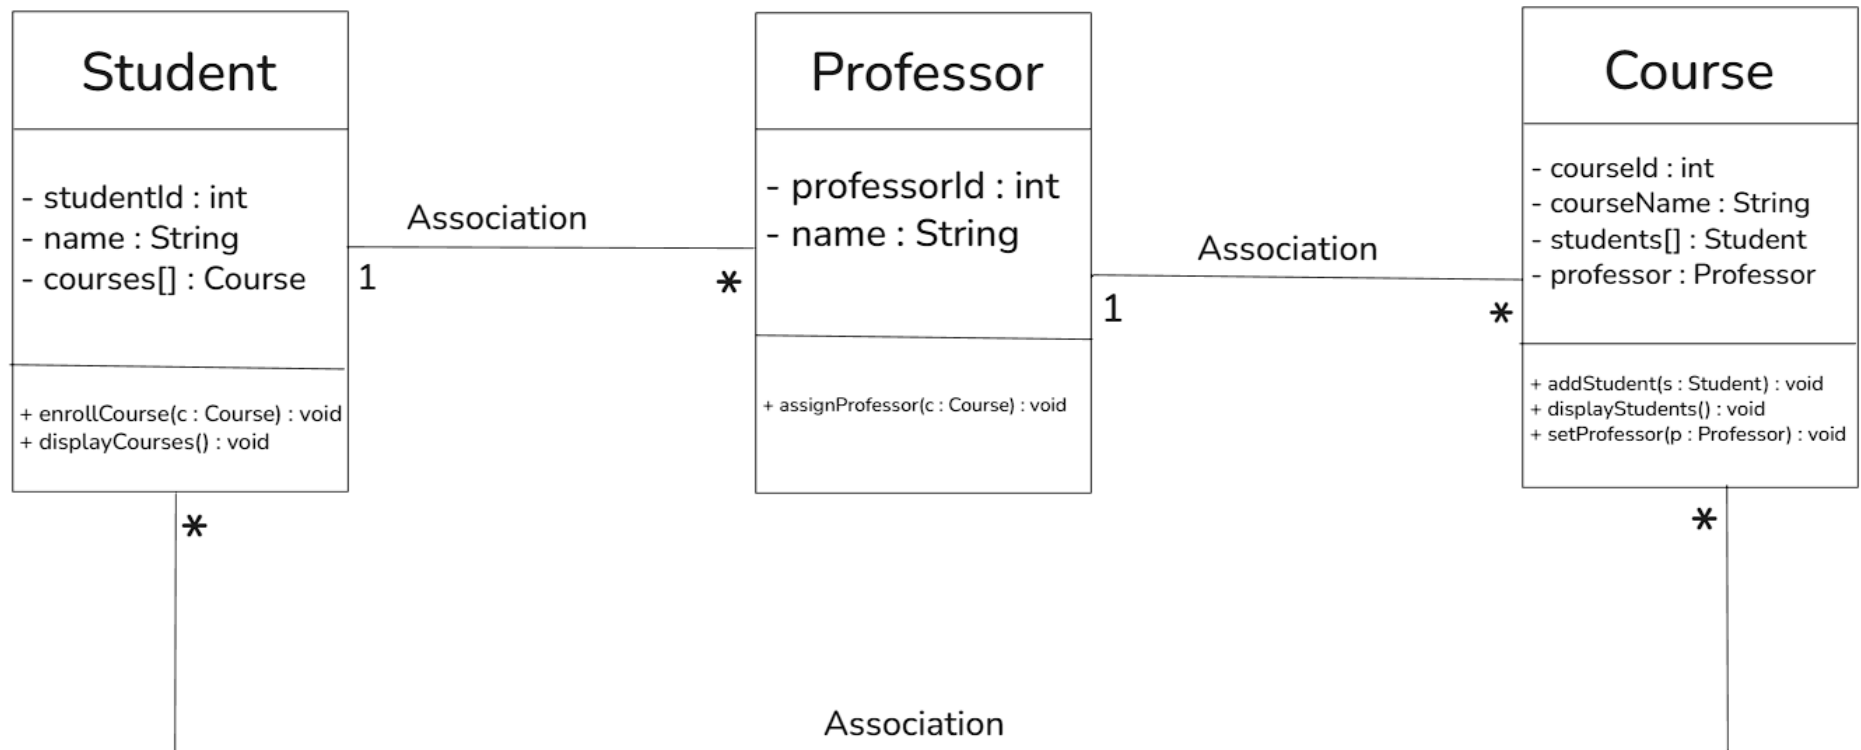 Student
- studentId : int
- name : String
- courses[] : Course
+ enrollCourse(c : Course) : void
+ displayCourses() : void
Association
1
*
Professor
- professorId : int
- name : String
+ assignProfessor(c : Course) : void
Association
1
*
Course
- courseId : int
- courseName : String
- students[] : Student
- professor : Professor
+ addStudent(s : Student) : void
+ displayStudents() : void
+ setProfessor(p : Professor) : void
*
*
Association